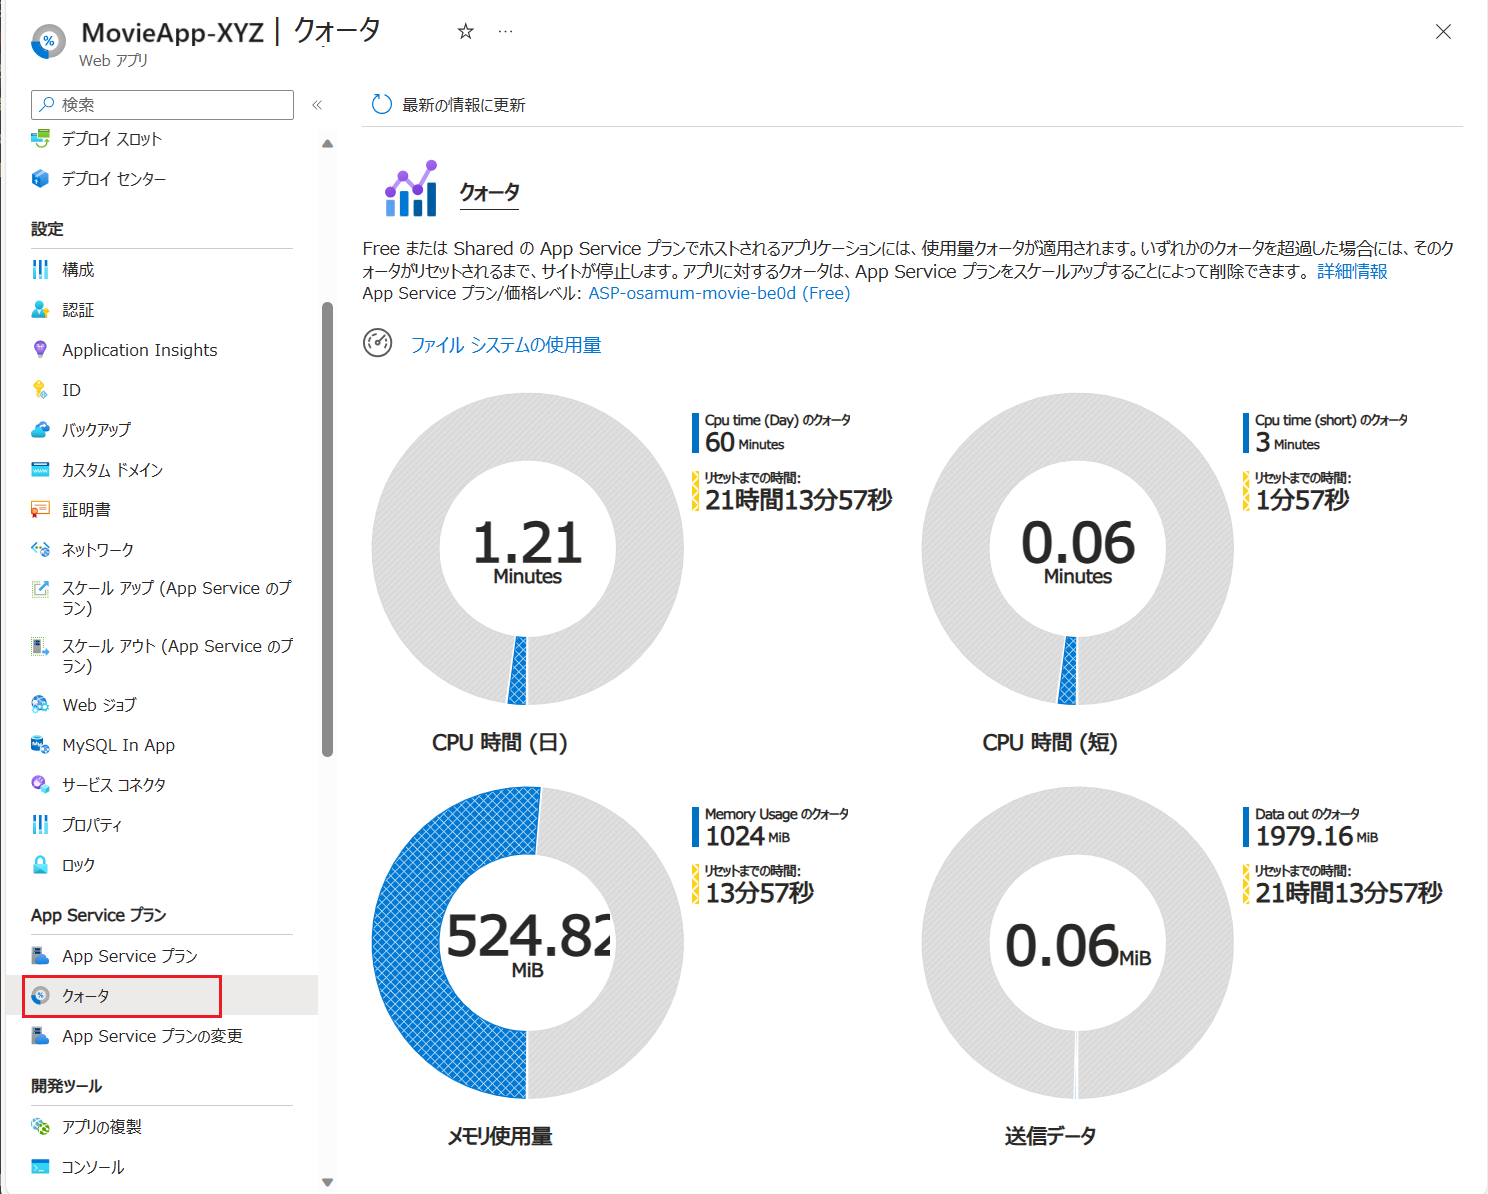 MovieApp-XYZ | クォータ
Web アプリ
検索
デプロイ スロット
デプロイ センター
設定
構成
認証
Application Insights
ID
バックアップ
カスタム ドメイン
証明書
ネットワーク
スケール アップ (App Service のプ
ラン)
スケール アウト (App Service のプ
ラン)
Web ジョブ
MySQL In App
サービス コネクタ
プロパティ
ロック
App Service プラン
App Service プラン
クォータ
App Service プランの変更
開発ツール
アプリの複製
コンソール
最新の情報に更新
クォータ
Free または Shared の App Service プランでホストされるアプリケーションには、使用量クォータが適用されます。いずれかのクォータを超過した場合には、そのク
ォータがリセットされるまで、サイトが停止します。アプリに対するクォータは、App Service プランをスケールアップすることによって削除できます。 詳細情報
App Service プラン/価格レベル: ASP-osamum-movie-be0d (Free)
ファイル システムの使用量
1.21
Minutes
Cpu time (Day) のクォータ
60 Minutes
リセットまでの時間:
21時間13分57秒
CPU 時間 (日)
0.06
Minutes
Cpu time (short) のクォータ
3 Minutes
リセットまでの時間:
1分57秒
CPU 時間 (短)
524.82
MiB
Memory Usage のクォータ
1024 MiB
リセットまでの時間:
13分57秒
メモリ使用量
0.06 MiB
Data out のクォータ
1979.16 MiB
リセットまでの時間:
21時間13分57秒
送信データ